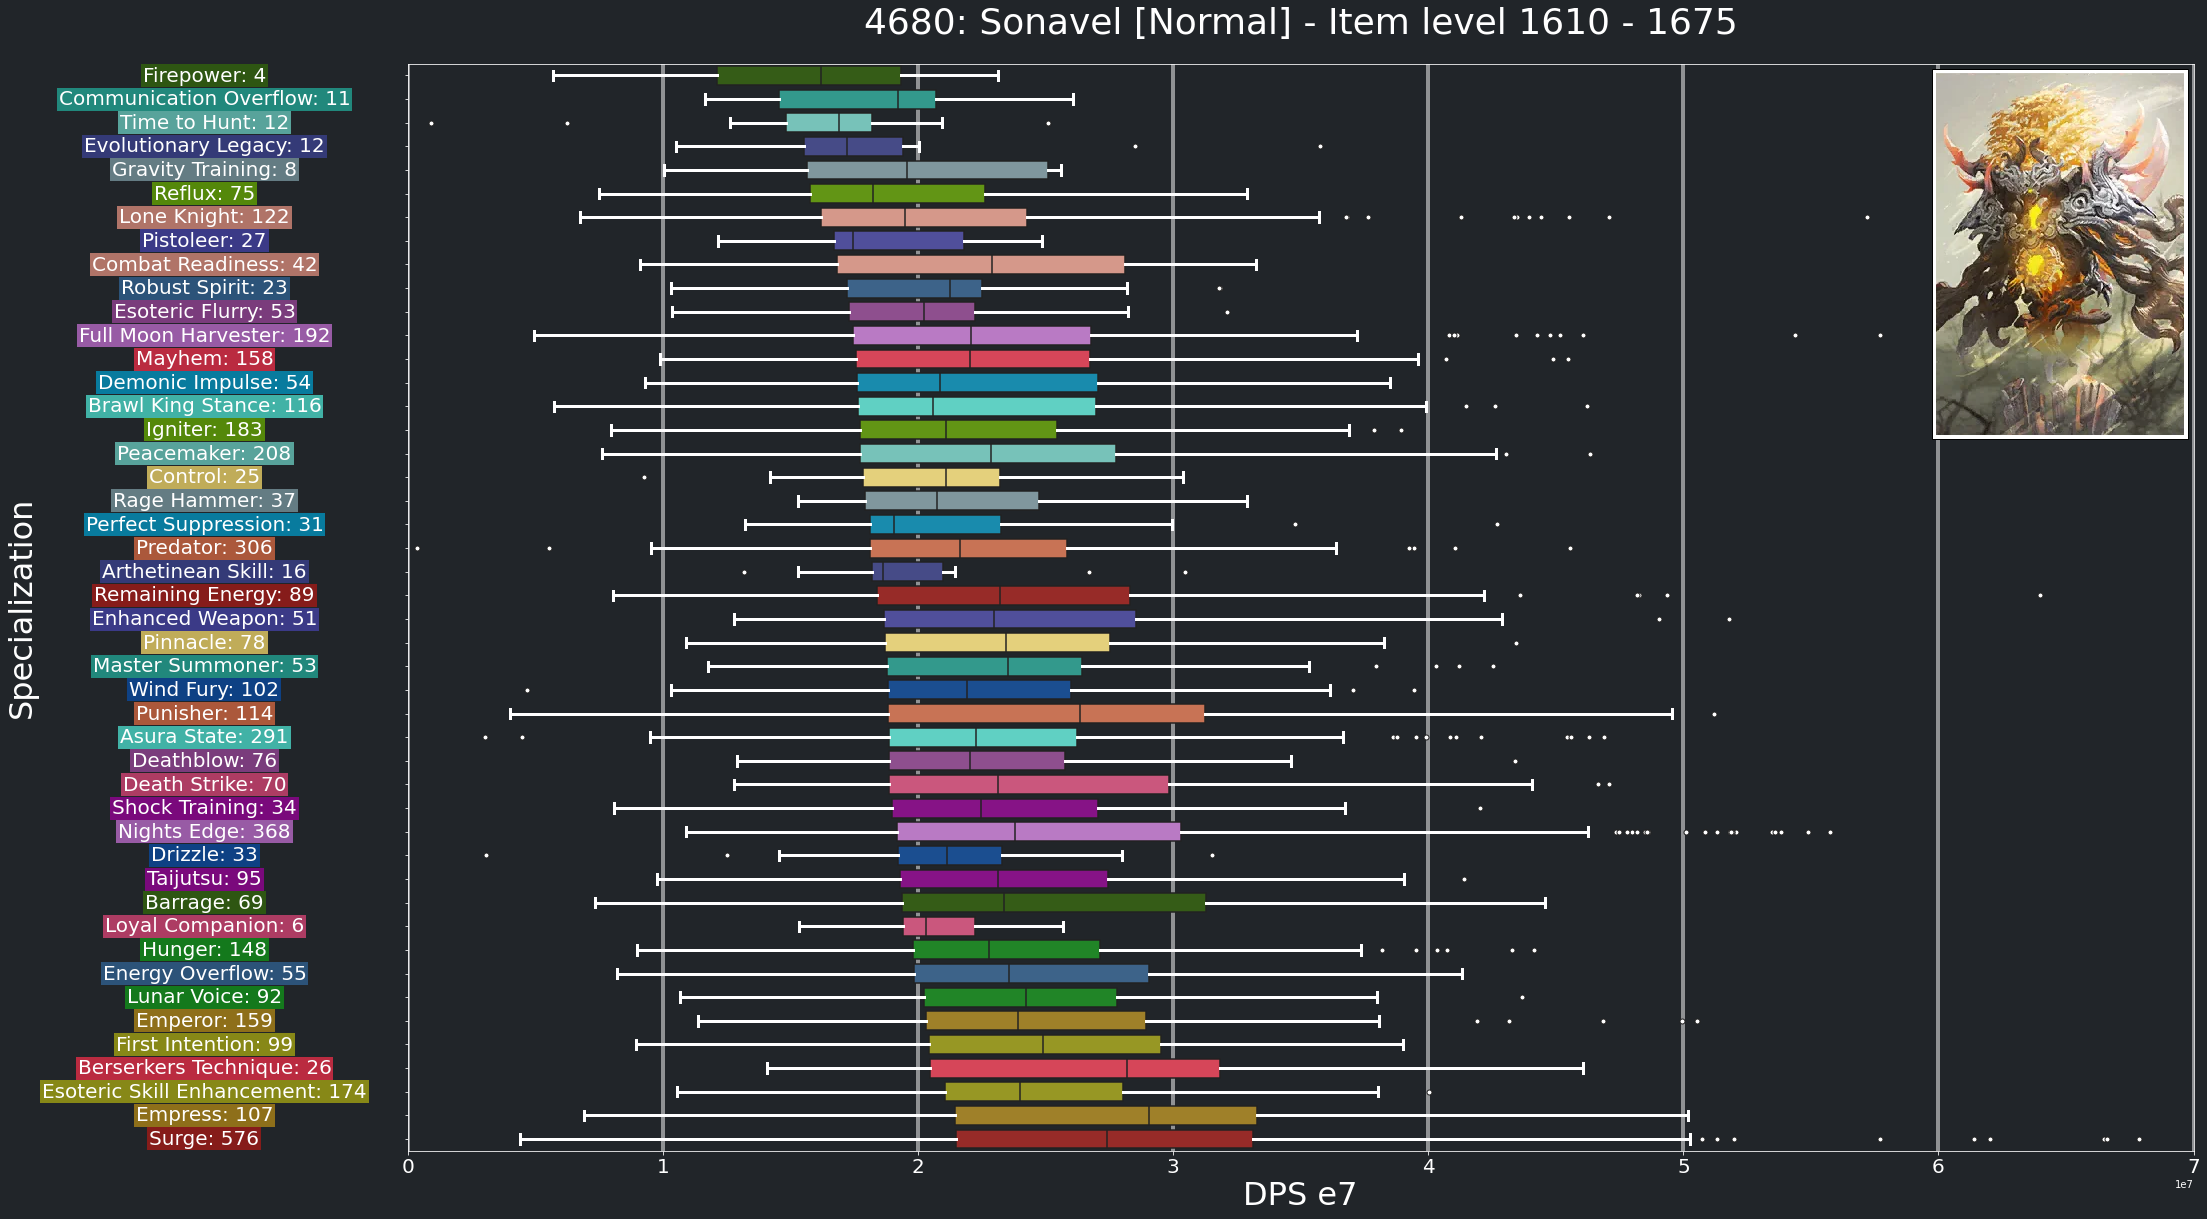 4680: Sonavel [Normal] - Item level 1610 - 1675
Specialization
Firepower: 4
Communication Overflow: 11
Time to Hunt: 12
Evolutionary Legacy: 12
Gravity Training: 8
Reflux: 75
Lone Knight: 122
Pistoleer: 27
Combat Readiness: 42
Robust Spirit: 23
Esoteric Flurry: 53
Full Moon Harvester: 192
Mayhem: 158
Demonic Impulse: 54
Brawl King Stance: 116
Igniter: 183
Peacemaker: 208
Control: 25
Rage Hammer: 37
Perfect Suppression: 31
Predator: 306
Arthetinean Skill: 16
Remaining Energy: 89
Enhanced Weapon: 51
Pinnacle: 78
Master Summoner: 53
Wind Fury: 102
Punisher: 114
Asura State: 291
Deathblow: 76
Death Strike: 70
Shock Training: 34
Nights Edge: 368
Drizzle: 33
Taijutsu: 95
Barrage: 69
Loyal Companion: 6
Hunger: 148
Energy Overflow: 55
Lunar Voice: 92
Emperor: 159
First Intention: 99
Berserkers Technique: 26
Esoteric Skill Enhancement: 174
Empress: 107
Surge: 576
0 1 2 3 4 5 6 7
1e7
DPS e7